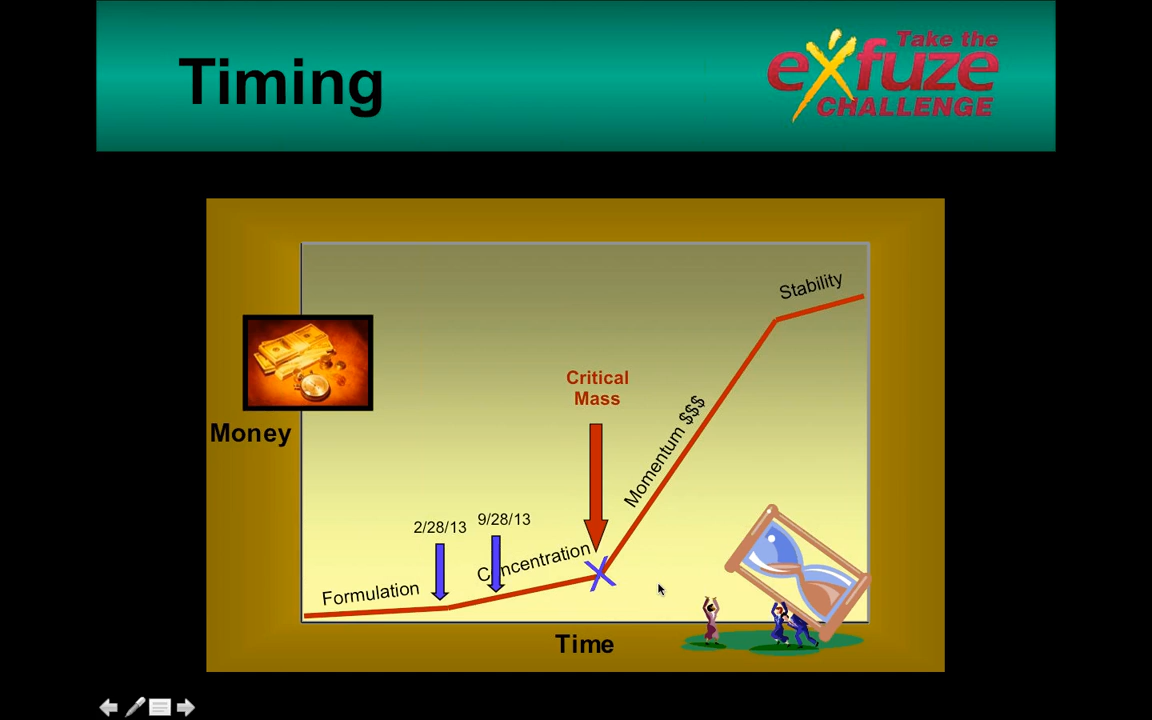 Timing
Take the
exfuze
CHALLENGE
Stability
Critical
Mass
Money
Momentum $$$
2/28/13
9/28/13
Concentration
Formulation
Time